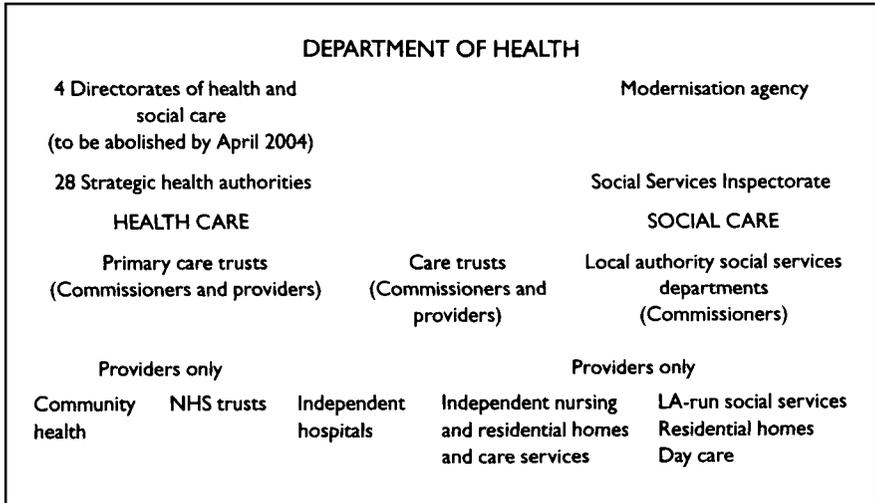 DEPARTMENT OF HEALTH
4 Directorates of health and
social care
(to be abolished by April 2004)
Modernisation agency
28 Strategic health authorities
Social Services Inspectorate
HEALTH CARE
SOCIAL CARE
Primary care trusts
(Commissioners and providers)
Care trusts
(Commissioners and
providers)
Local authority social services
departments
(Commissioners)
Providers only
Providers only
Community
health
NHS trusts
Independent
hospitals
Independent nursing
and residential homes
and care services
LA-run social services
Residential homes
Day care